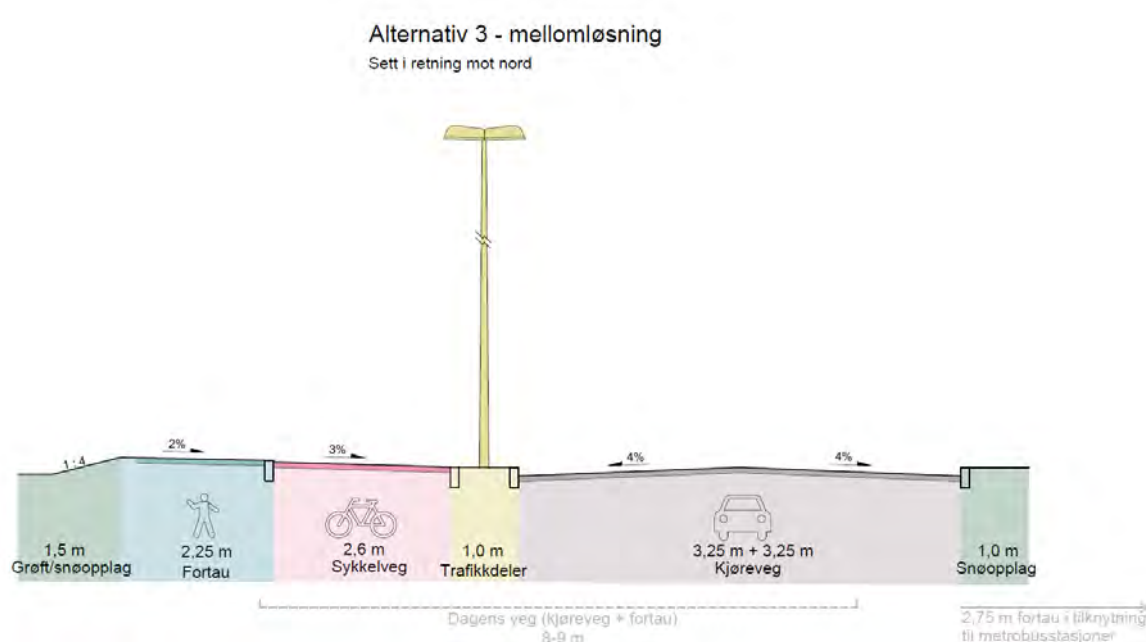 Alternativ 3 - mellomløsning
Sett i retning mot nord
1:4
2%
3%
4%
4%
1,5 m
Grøft/snøopplag
2,25 m
Fortau
2,6 m
Sykkelveg
1,0 m
Trafikkdeler
3,25 m + 3,25 m
Kjøreveg
1,0 m
Snøopplag
Dagens veg (kjøreveg + fortau)
8-9 m
2,75 m fortau i tilknytning
til metrobusstasjoner